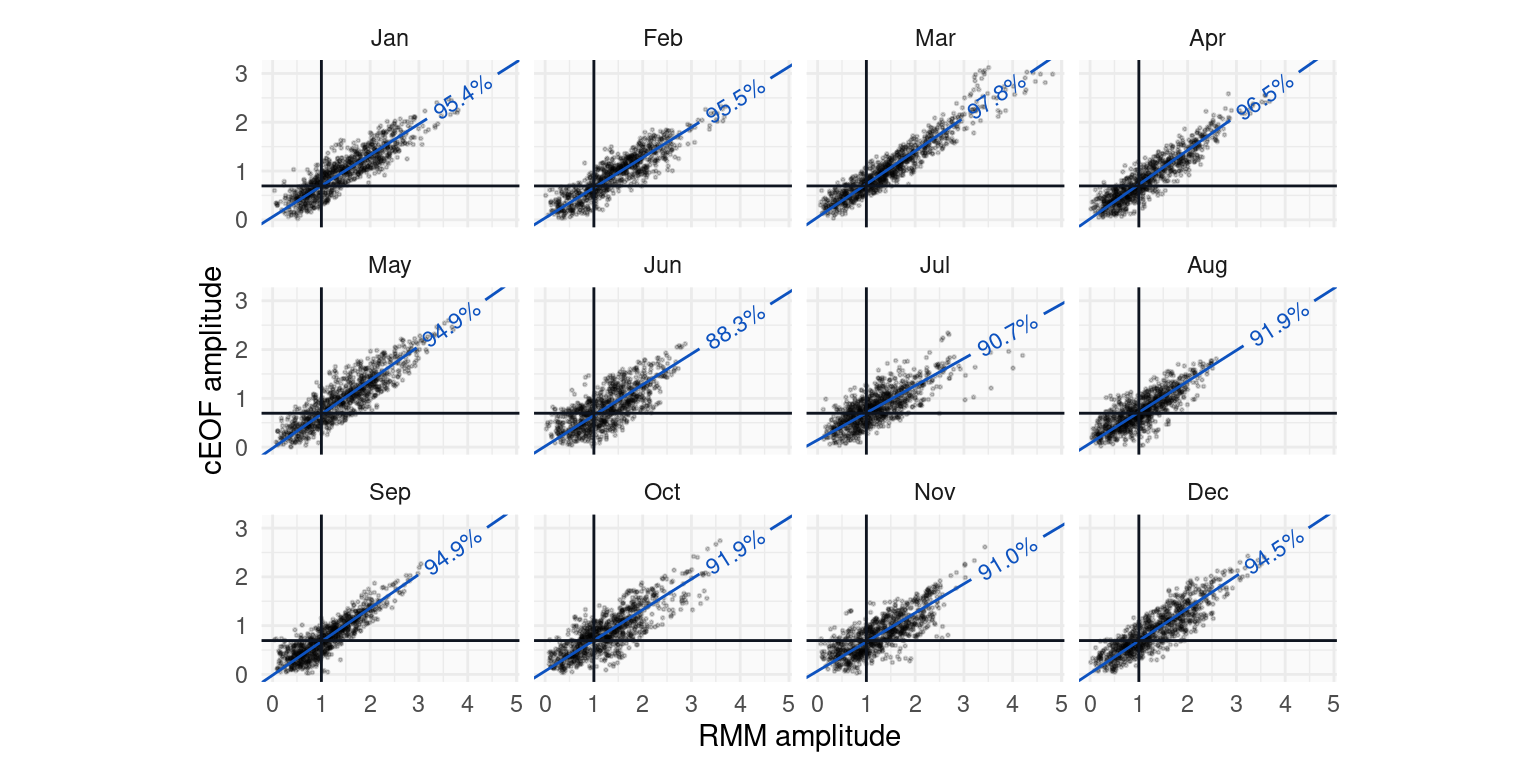 Jan Feb Mar Apr
3 95.4% 95.5% 97.8% 96.5%
2
1
0
May Jun Jul Aug
3 94.9% 88.3% 90.7% 91.9%
2
1
0
cEOF amplitude
Sep Oct Nov Dec
3 94.9% 91.9% 91.0% 94.5%
2
1
0
0 1 2 3 4 5 0 1 2 3 4 5 0 1 2 3 4 5 0 1 2 3 4 5
RMM amplitude